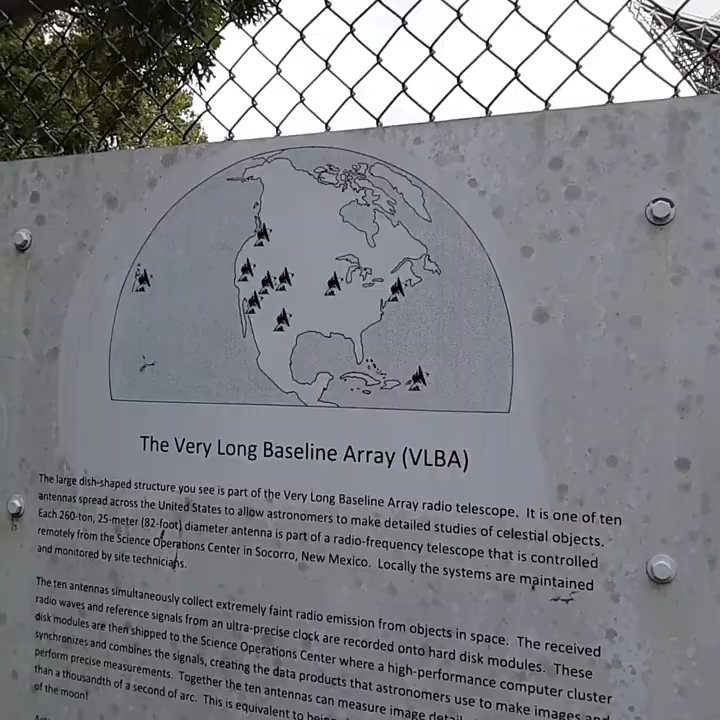 The Very Long Baseline Array (VLBA)
The large dish-shaped structure you see is part of the Very Long Baseline Array radio telescope. It is one of ten
antennas spread across the United States to allow astronomers to make detailed studies of celestial objects.
Each 260-ton, 25-meter (82-foot) diameter antenna is part of a radio-frequency telescope that is controlled
remotely from the Science Operations Center in Socorro, New Mexico. Locally the systems are maintained
and monitored by site technicians.
The ten antennas simultaneously collect extremely faint radio emission from objects in space. The received
radio waves and reference signals from an ultra-precise clock are recorded onto hard disk modules. These
disk modules are then shipped to the Science Operations Center where a high-performance computer cluster
synchronizes and combines the signals, creating the data products that astronomers use to make images and
perform precise measurements. Together the ten antennas can measure image
than a thousandth of a second of arc. This is equivalent to
of the moon!